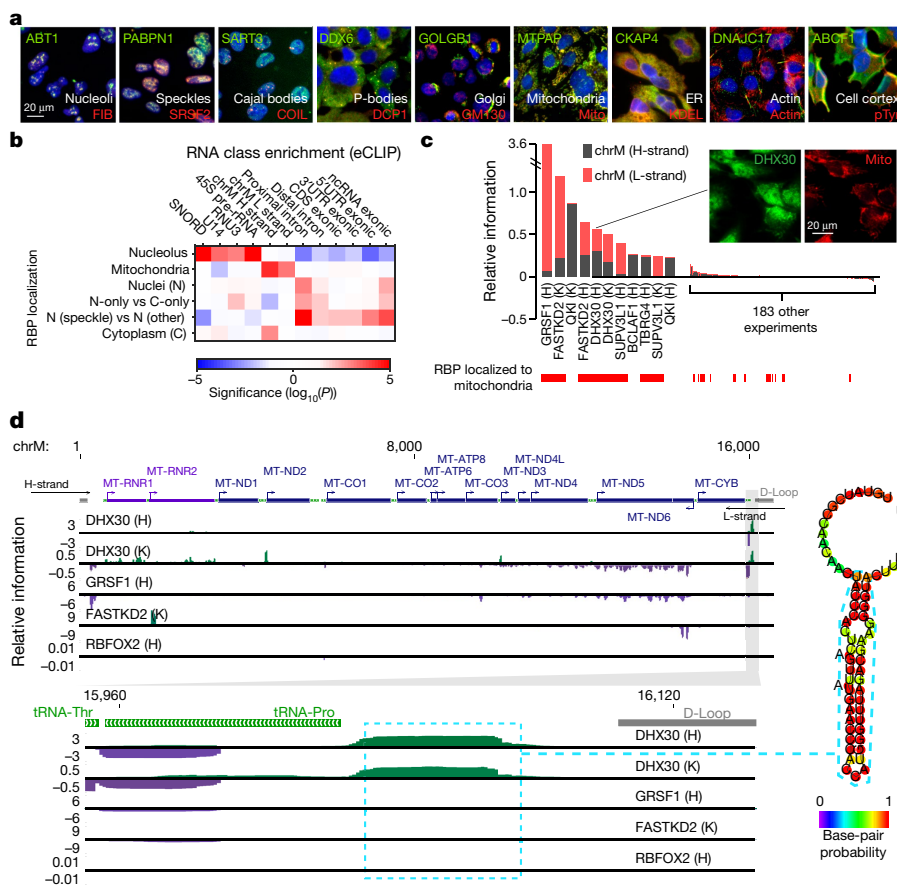 a
ABT1 PABPN1 SART3 DDX6 GOLGB1 MTPAP CKAP4 DNAJC17 ABCF1
20 μm Nucleoli Speckles Cajal bodies P-bodies Golgi Mitochondria ER Actin Cell cortex
FIB SRSF2 COIL DCP1 GM130 Mito KDEL Actin pTyr
b
RNA class enrichment (eCLIP)
SNORD
U14
RNU3
45S pre-rRNA
chrM H strand
chrM L strand
Proximal intron
Distal intron
CDS exonic
3′UTR exonic
5′UTR exonic
ncRNA exonic
RBP localization
Nucleolus
Mitochondria
Nuclei (N)
N-only vs C-only
N (speckle) vs N (other)
Cytoplasm (C)
−5 0 5
Significance (log10(P))
c
Relative information
3.6
1.0
0.5
0
−0.5
chrM (H-strand)
chrM (L-strand)
DHX30 Mito
20 μm
GRSF1 (H)
FASTKD2 (K)
QKI (K)
FASTKD2 (H)
DHX30 (H)
DHX30 (K)
SUPV3L1 (H)
BCLAF1 (H)
TBRG4 (H)
SUPV3L1 (K)
QKI (H)
183 other
experiments
RBP localized to
mitochondria
d
chrM: 1 8,000 16,000
H-strand
MT-RNR1
MT-RNR2
MT-ND1
MT-ND2
MT-CO1
MT-CO2
MT-ATP8
MT-ATP6
MT-CO3
MT-ND4L
MT-ND3
MT-ND4
MT-ND5
MT-CYB
D-Loop
MT-ND6
L-strand
Relative information
DHX30 (H)
3
−3
DHX30 (K)
0.5
−0.5
GRSF1 (H)
6
−6
FASTKD2 (K)
9
−9
RBFOX2 (H)
0.01
−0.01
15,960 16,120
tRNA-Thr tRNA-Pro D-Loop
3 DHX30 (H)
−3
0.5 DHX30 (K)
−0.5
6 GRSF1 (H)
−6
9 FASTKD2 (K)
−9
0.01 RBFOX2 (H)
−0.01
0 1
Base-pair
probability